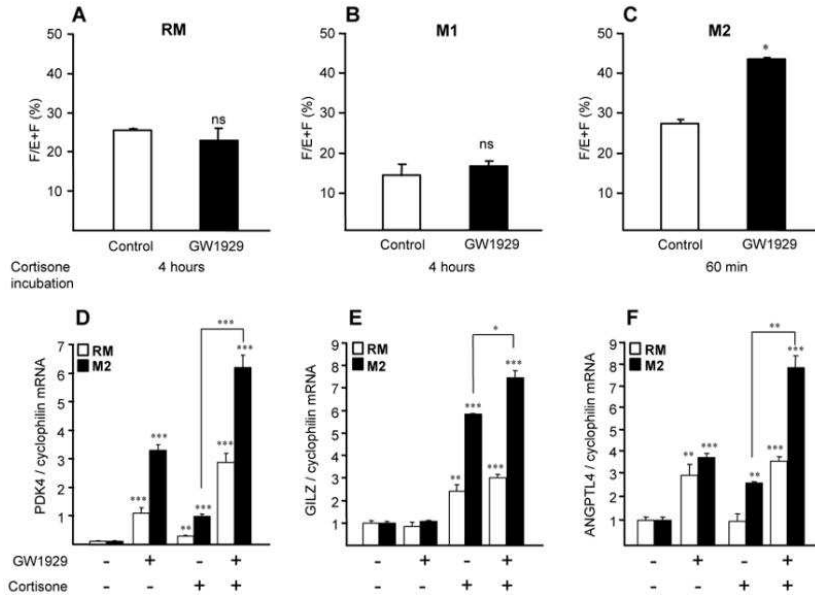 A
RM
F/E+F (%)
50
40
30
20
10
ns
Control
GW1929
4 hours
B
M1
F/E+F (%)
50
40
30
20
10
ns
Control
GW1929
4 hours
C
M2
F/E+F (%)
50
40
30
20
10
*
Control
GW1929
60 min
Cortisone
incubation
D
PDK4 / cyclophilin mRNA
7
6
5
4
3
2
1
RM
M2
***
***
***
**
***
***
***
E
GILZ / cyclophilin mRNA
9
8
7
6
5
4
3
2
1
RM
M2
*
**
***
***
***
F
ANGPTL4 / cyclophilin mRNA
9
8
7
6
5
4
3
2
1
RM
M2
**
**
***
**
***
***
GW1929
- + - +
- + - +
- + - +
Cortisone
- - + +
- - + +
- - + +